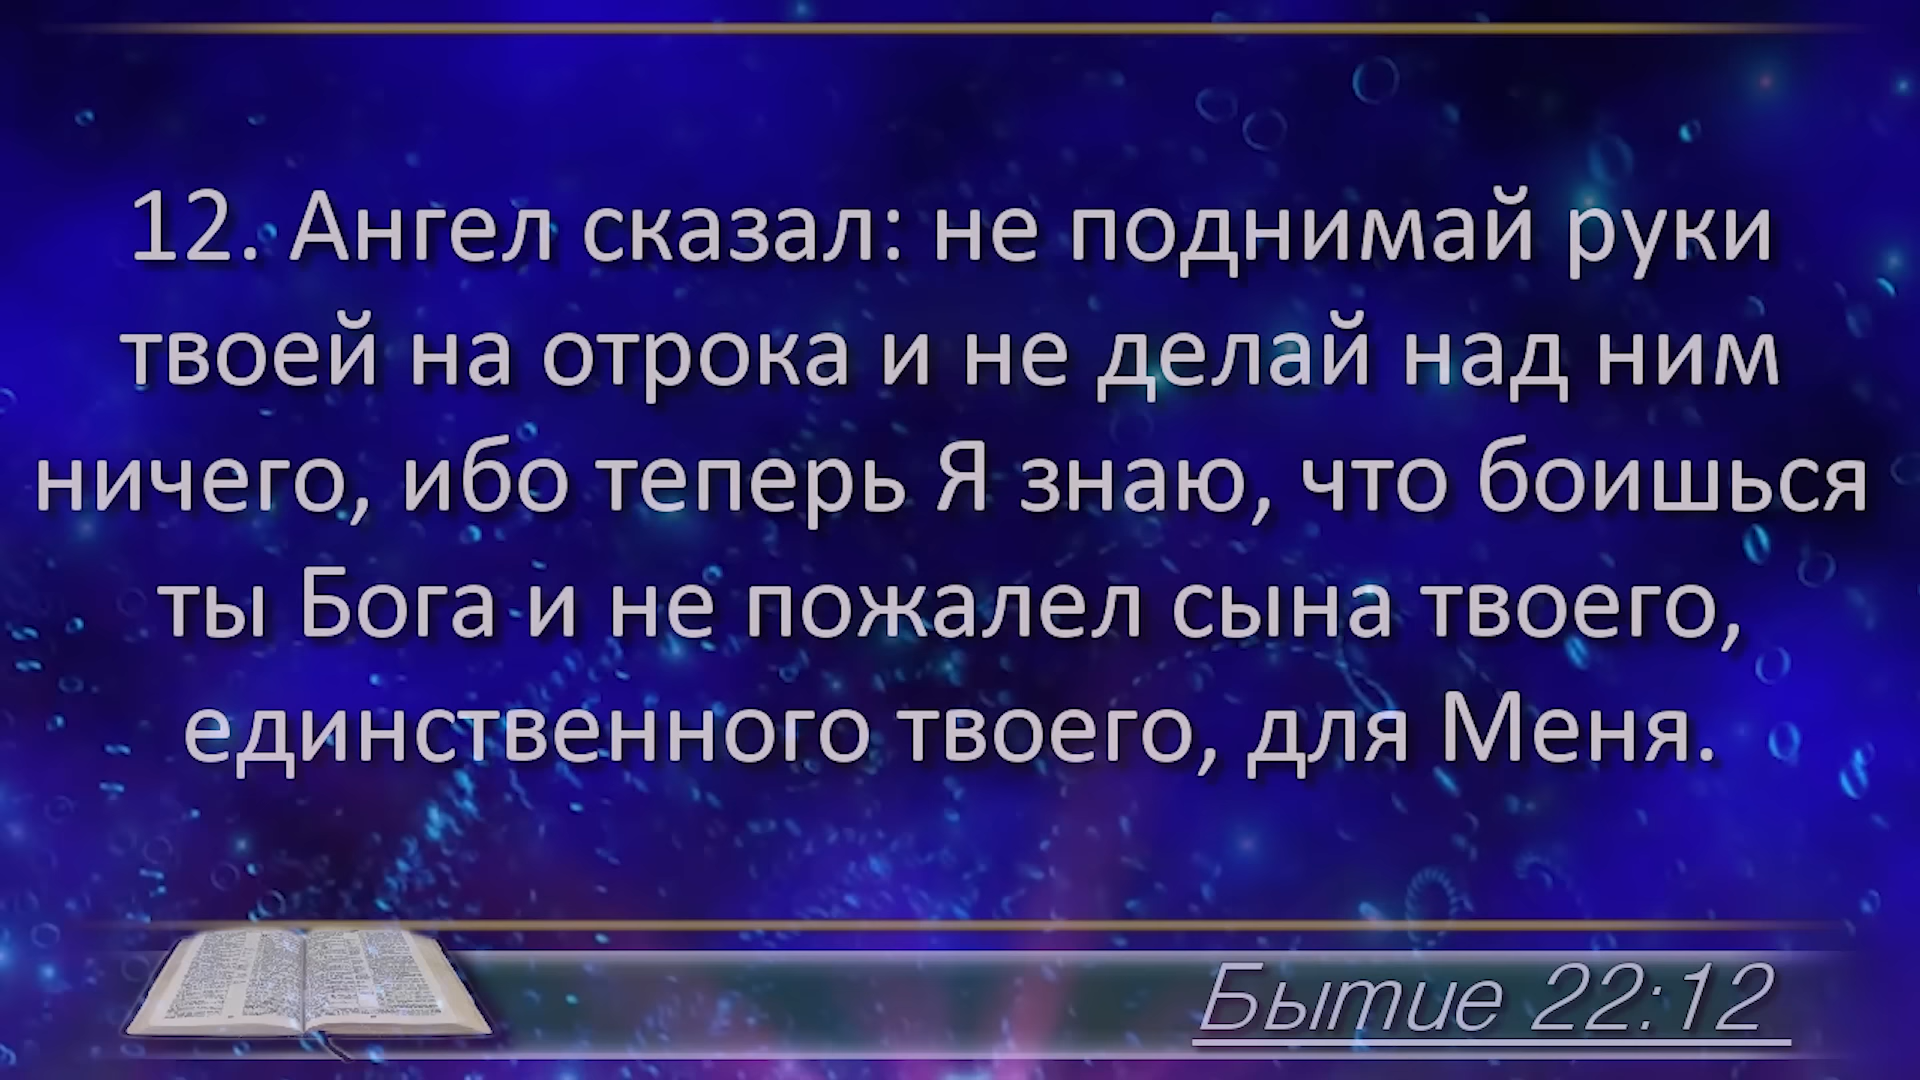 12. Ангел сказал: не поднимай руки
твоей на отрока и не делай над ним
ничего, ибо теперь Я знаю, что боишься
ты Бога и не пожалел сына твоего,
единственного твоего, для Меня.
Бытие 22:12